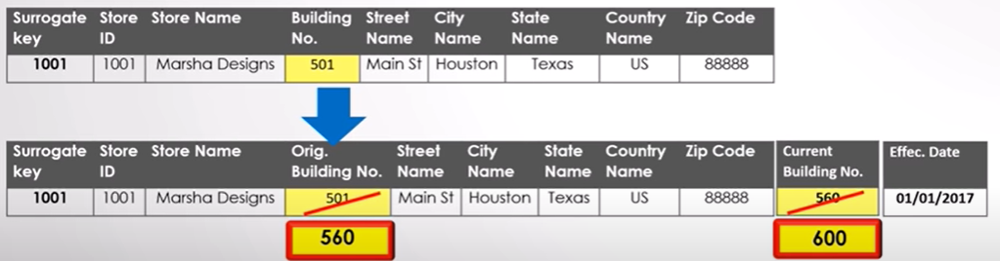 Surrogate key Store ID Store Name Building No. Street Name City Name State Name Country Name Zip Code
1001 1001 Marsha Designs 501 Main St Houston Texas US 88888
Surrogate key Store ID Store Name Orig. Building No. Street Name City Name State Name Country Name Zip Code Current Building No. Effec. Date
1001 1001 Marsha Designs 501 Main St Houston Texas US 88888 560 01/01/2017
560 600